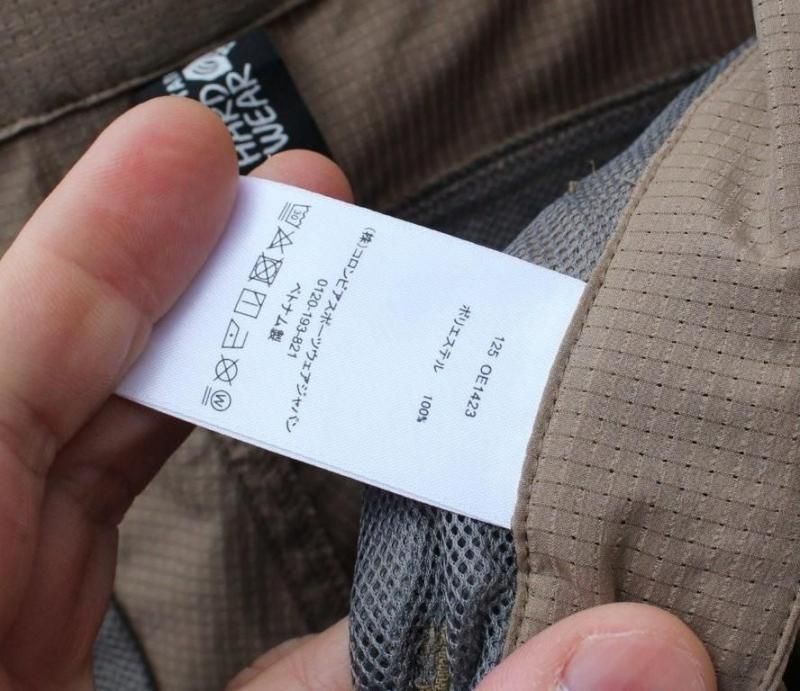 HARD
WEAR
125 OE1423
ポリエステル 100%
(株)コロンビアスポーツウェアジャパン
0120-193-821
ベトナム製
30
W